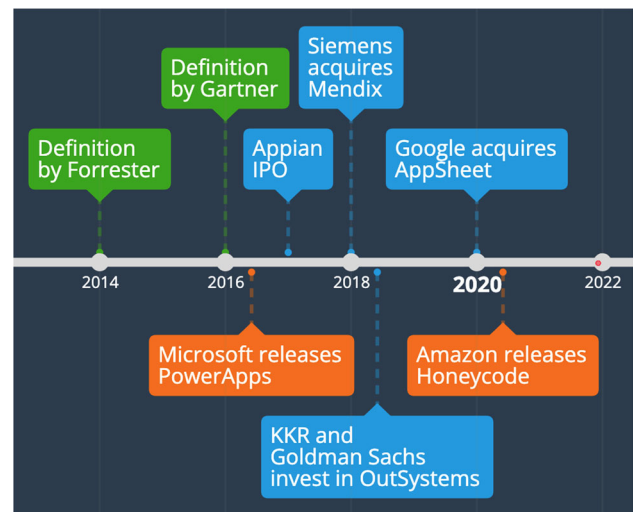 Siemens
acquires
Mendix
Definition
by Gartner
Definition
by Forrester
Appian
IPO
Google acquires
AppSheet
2014
2016
2018
2020
2022
Microsoft releases
PowerApps
Amazon releases
Honeycode
KKR and
Goldman Sachs
invest in OutSystems